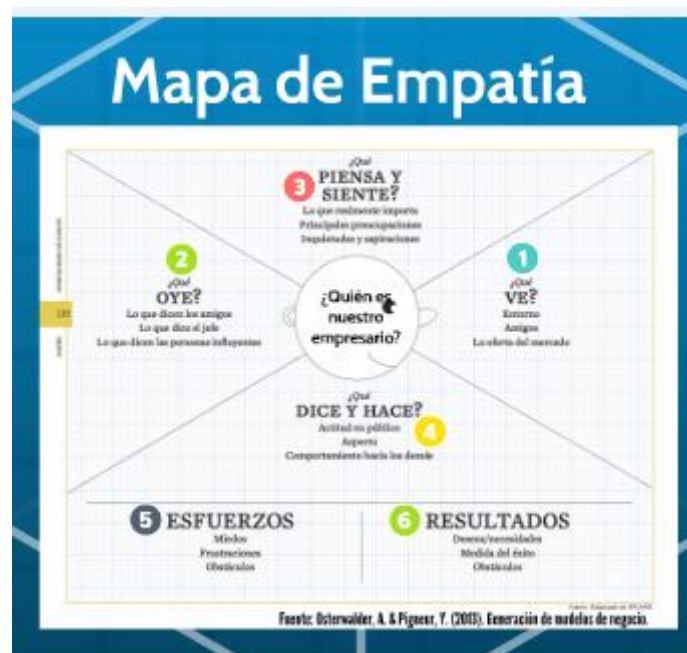 Mapa de Empatía
3
¿Qué
PIENSA Y
SIENTE?
Lo que realmente importa
Principales preocupaciones
Inquietudes y aspiraciones
2
¿Qué
OYE?
Lo que dicen los amigos
Lo que dice el jefe
Lo que dicen las personas influyentes
¿Quién es
nuestro
empresario?
1
¿Qué
VE?
Entorno
Amigos
La oferta del mercado
¿Qué
DICE Y HACE?
4
Actitud en público
Aspecto
Comportamiento hacia los demás
5 ESFUERZOS
Miedos
Frustraciones
Obstáculos
6 RESULTADOS
Deseos/necesidades
Medida del éxito
Obstáculos
Fuente: Osterwalder, A. & Pigneur, Y. (2013). Generación de modelos de negocio.